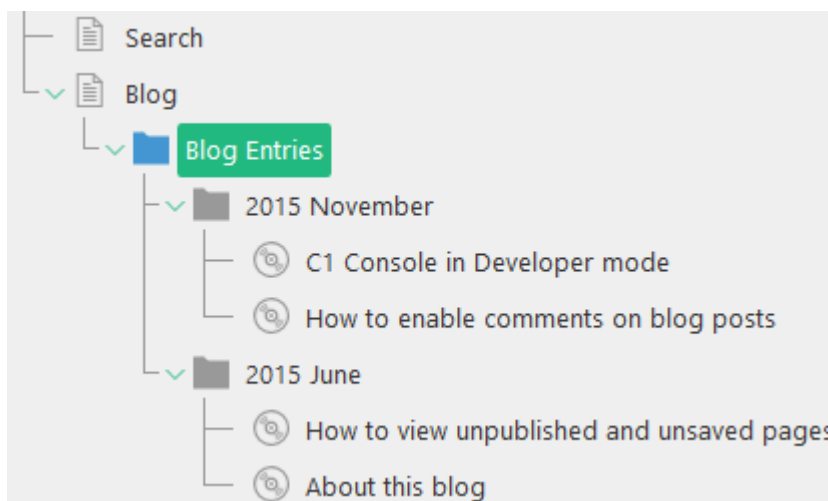 Search
Blog
Blog Entries
2015 November
C1 Console in Developer mode
How to enable comments on blog posts
2015 June
How to view unpublished and unsaved pages
About this blog